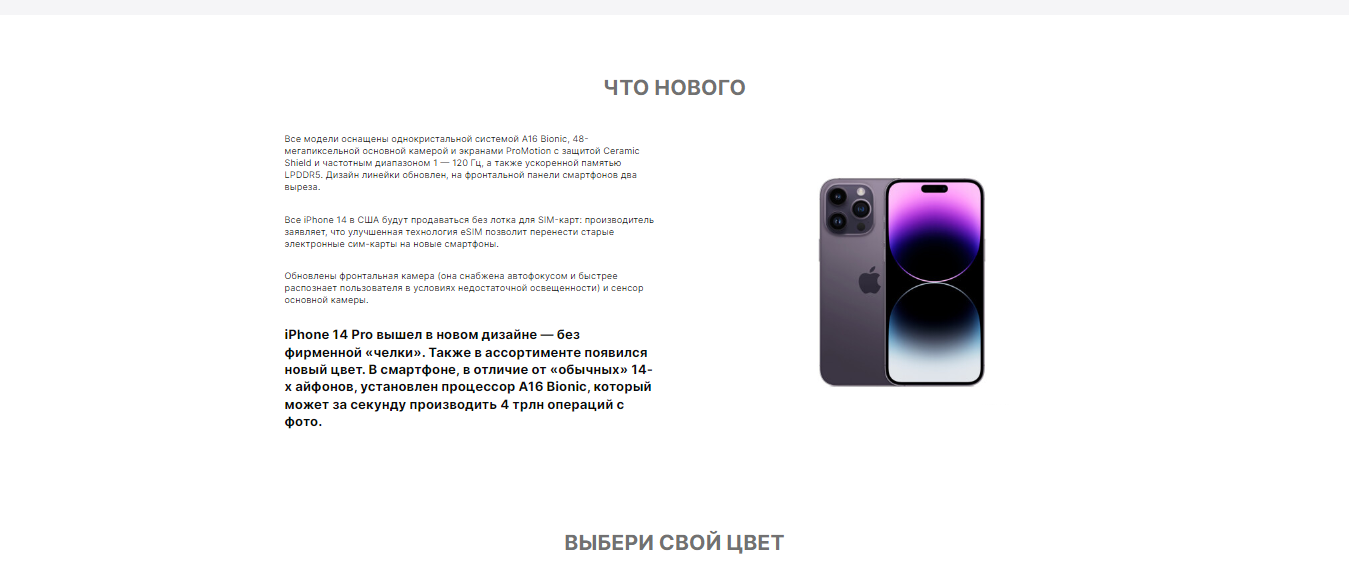 ЧТО НОВОГО
Все модели оснащены однокристальной системой A16 Bionic, 48-
мегапиксельной основной камерой и экранами ProMotion с защитой Ceramic
Shield и частотным диапазоном 1 — 120 Гц, а также ускоренной памятью
LPDDR5. Дизайн линейки обновлен, на фронтальной панели смартфонов два
выреза.
Все iPhone 14 в США будут продаваться без лотка для SIM-карт: производитель
заявляет, что улучшенная технология eSIM позволит перенести старые
электронные сим-карты на новые смартфоны.
Обновлены фронтальная камера (она снабжена автофокусом и быстрее
распознает пользователя в условиях недостаточной освещенности) и сенсор
основной камеры.
iPhone 14 Pro вышел в новом дизайне — без
фирменной «челки». Также в ассортименте появился
новый цвет. В смартфоне, в отличие от «обычных» 14-
х айфонов, установлен процессор A16 Bionic, который
может за секунду производить 4 трлн операций с
фото.
ВЫБЕРИ СВОЙ ЦВЕТ